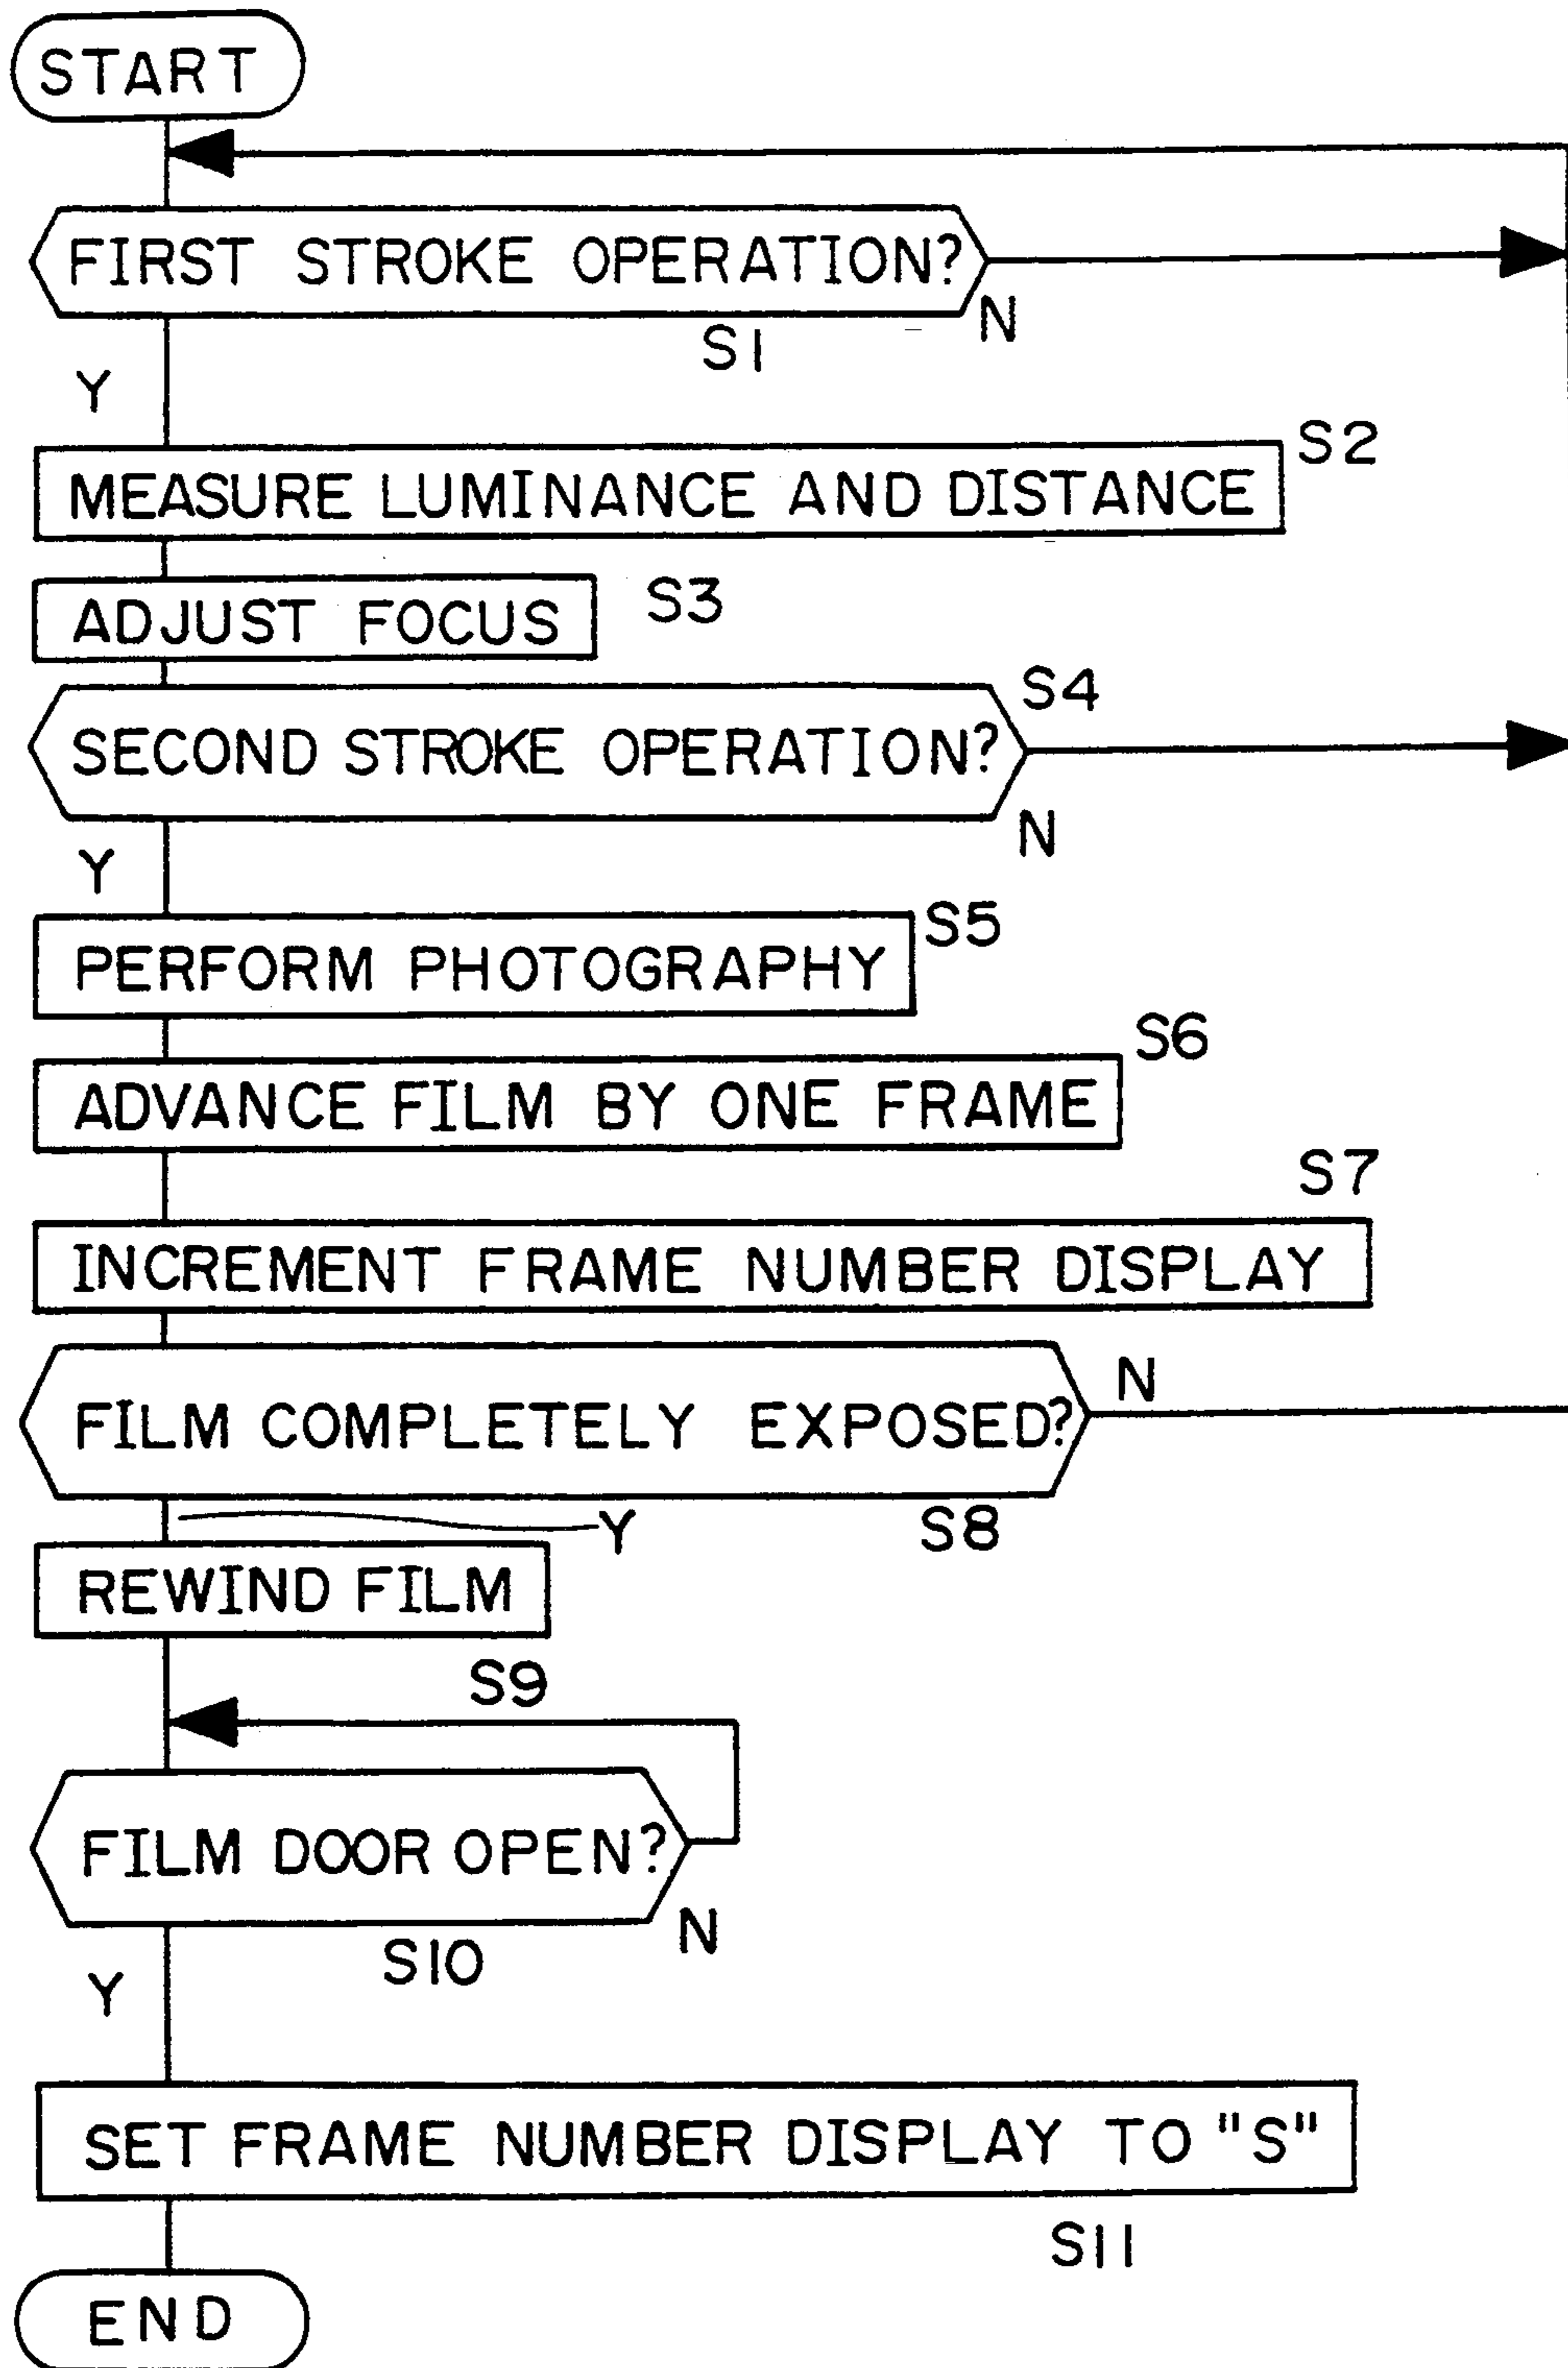 START
FIRST STROKE OPERATION?
N
S1
Y
S2
MEASURE LUMINANCE AND DISTANCE
S3
ADJUST FOCUS
S4
SECOND STROKE OPERATION?
N
Y
S5
PERFORM PHOTOGRAPHY
S6
ADVANCE FILM BY ONE FRAME
S7
INCREMENT FRAME NUMBER DISPLAY
N
FILM COMPLETELY EXPOSED?
Y
S8
REWIND FILM
S9
FILM DOOR OPEN?
N
S10
Y
SET FRAME NUMBER DISPLAY TO "S"
S11
END